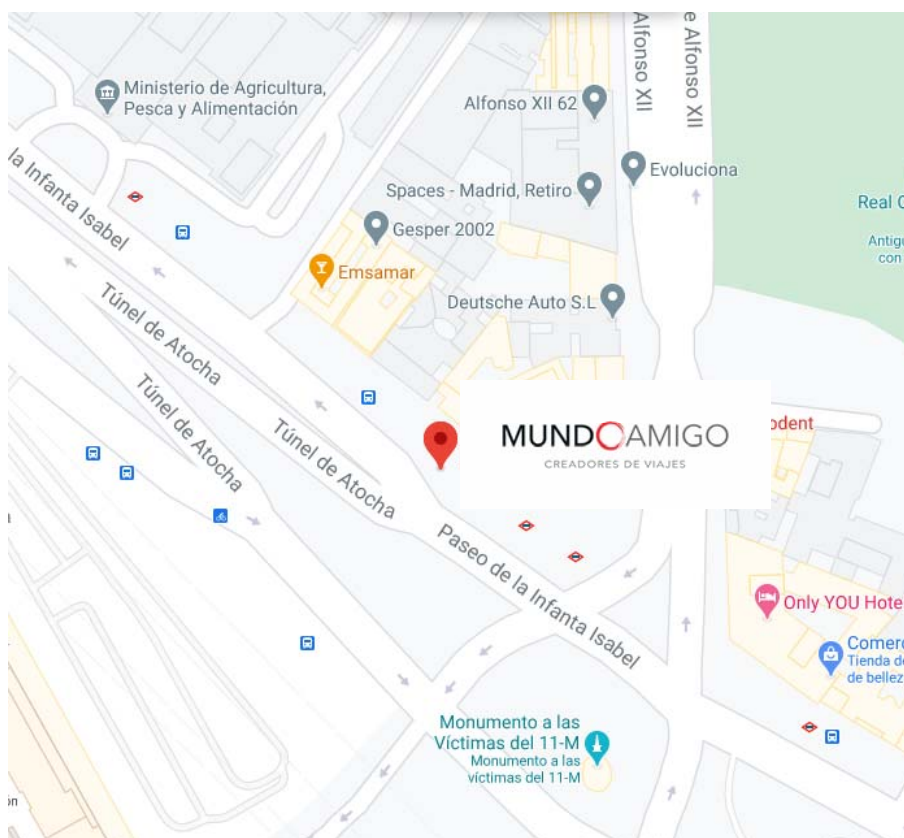 Ministerio de Agricultura,
Pesca y Alimentación
Alfonso XII 62
Alfonso XII
e Alfonso XII
Evoluciona
Spaces - Madrid, Retiro
Real
Gesper 2002
Antig
con
la Infanta Isabel
Emsamar
Deutsche Auto S.L
Túnel de Atocha
Túnel de Atocha
Túnel de Atocha
odent
MUNDOAMIGO
CREADORES DE VIAJES
Paseo de la Infanta Isabel
Only YOU Hote
Comerc
Tienda de
de bellez
Monumento a las
Víctimas del 11-M
Monumento a las
víctimas del 11-M